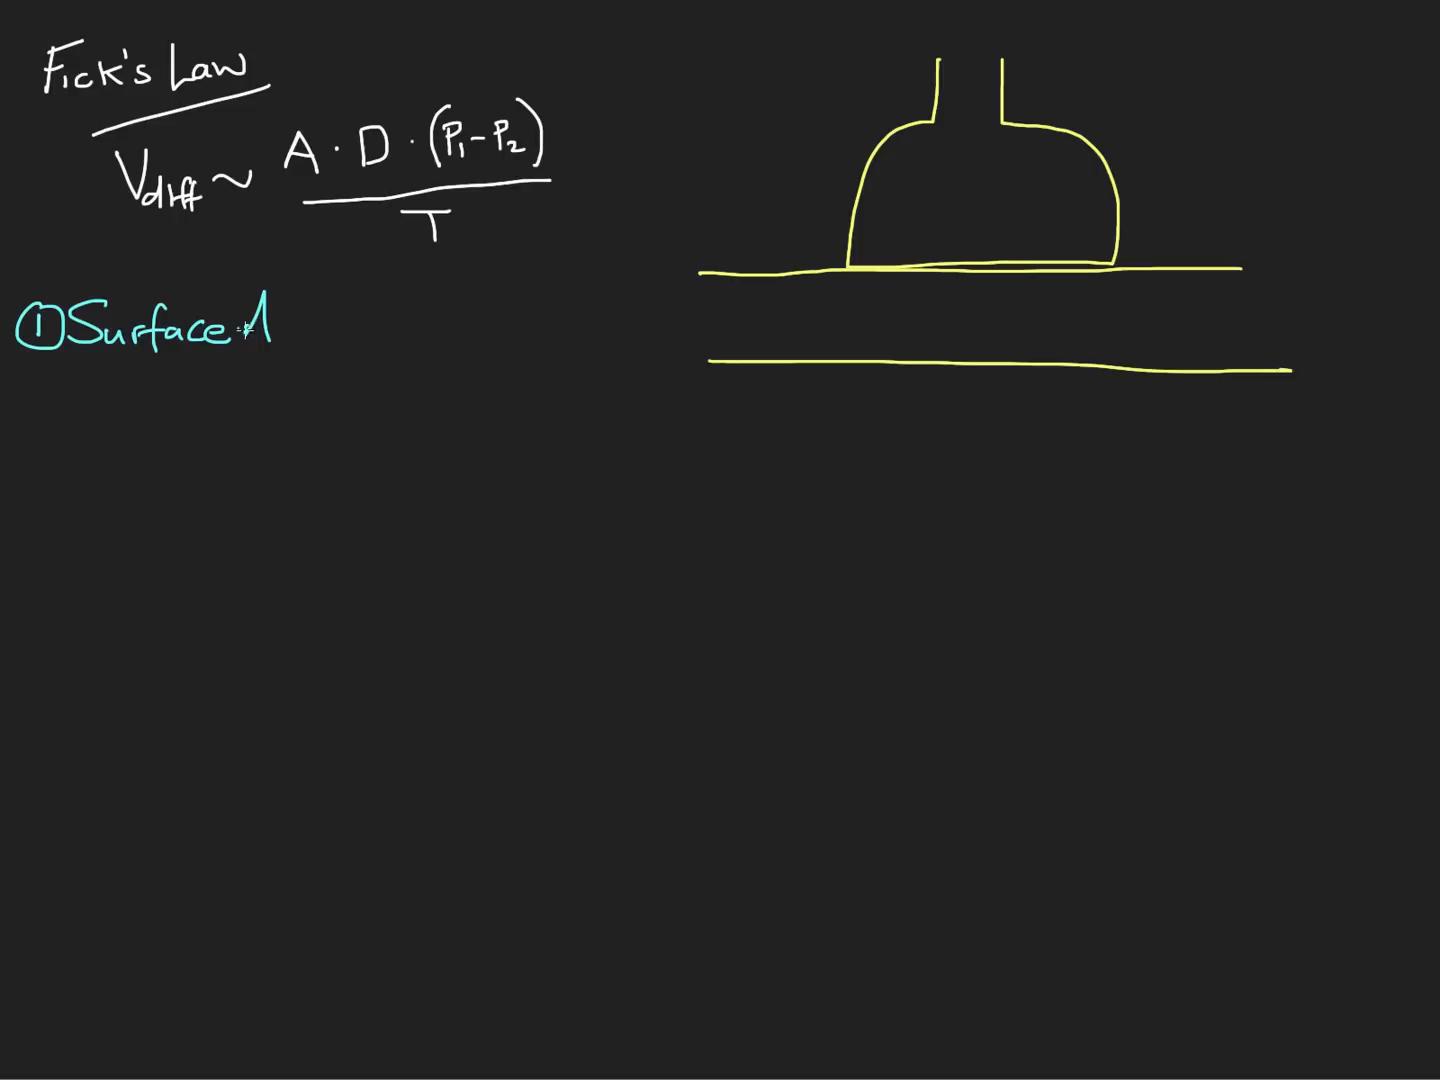 Fick's Law
Vdiff ~ A · D · (P₁ - P₂) / T
① Surface A